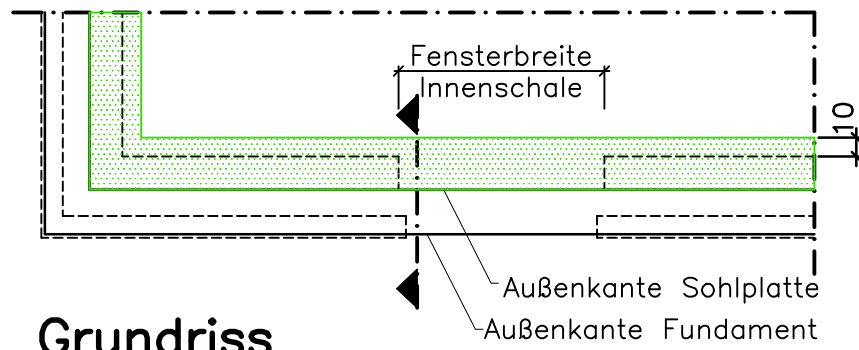 Fensterbreite
Innenschale
10
Außenkante Sohlplatte
Außenkante Fundament
Grundriss